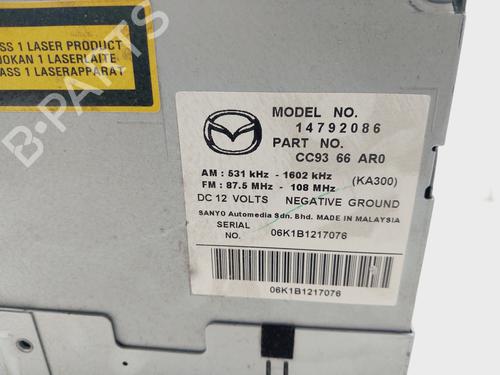 SS 1 LASER PRODUCT
OKAN 1 LASERLAITE
ASS 1 LASERAPPARAT
MODEL NO.
14792086
PART NO.
CC93 66 AR0
AM : 531 kHz - 1602 kHz (KA300)
FM : 87.5 MHz - 108 MHz
DC 12 VOLTS NEGATIVE GROUND
SANYO Automedia Sdn. Bhd. MADE IN MALAYSIA
SERIAL NO. 06K1B1217076
06K1B1217076
B-PARTS